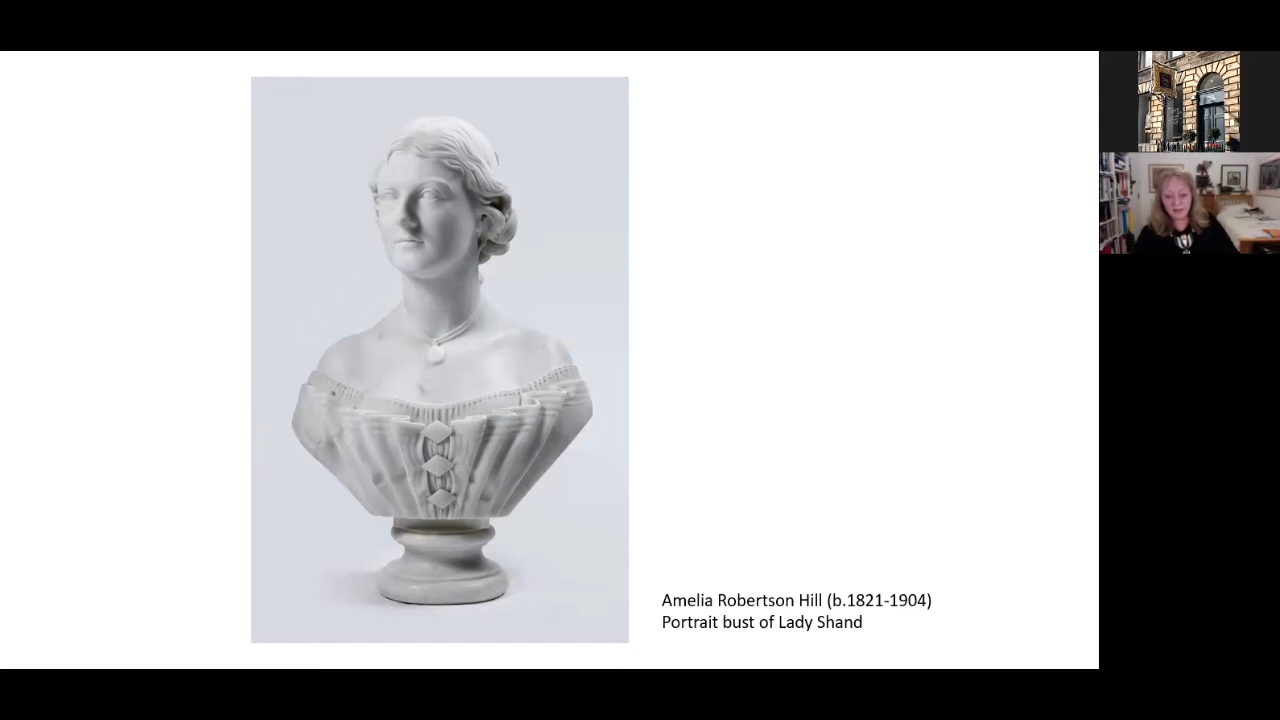 Amelia Robertson Hill (b.1821-1904)
Portrait bust of Lady Shand